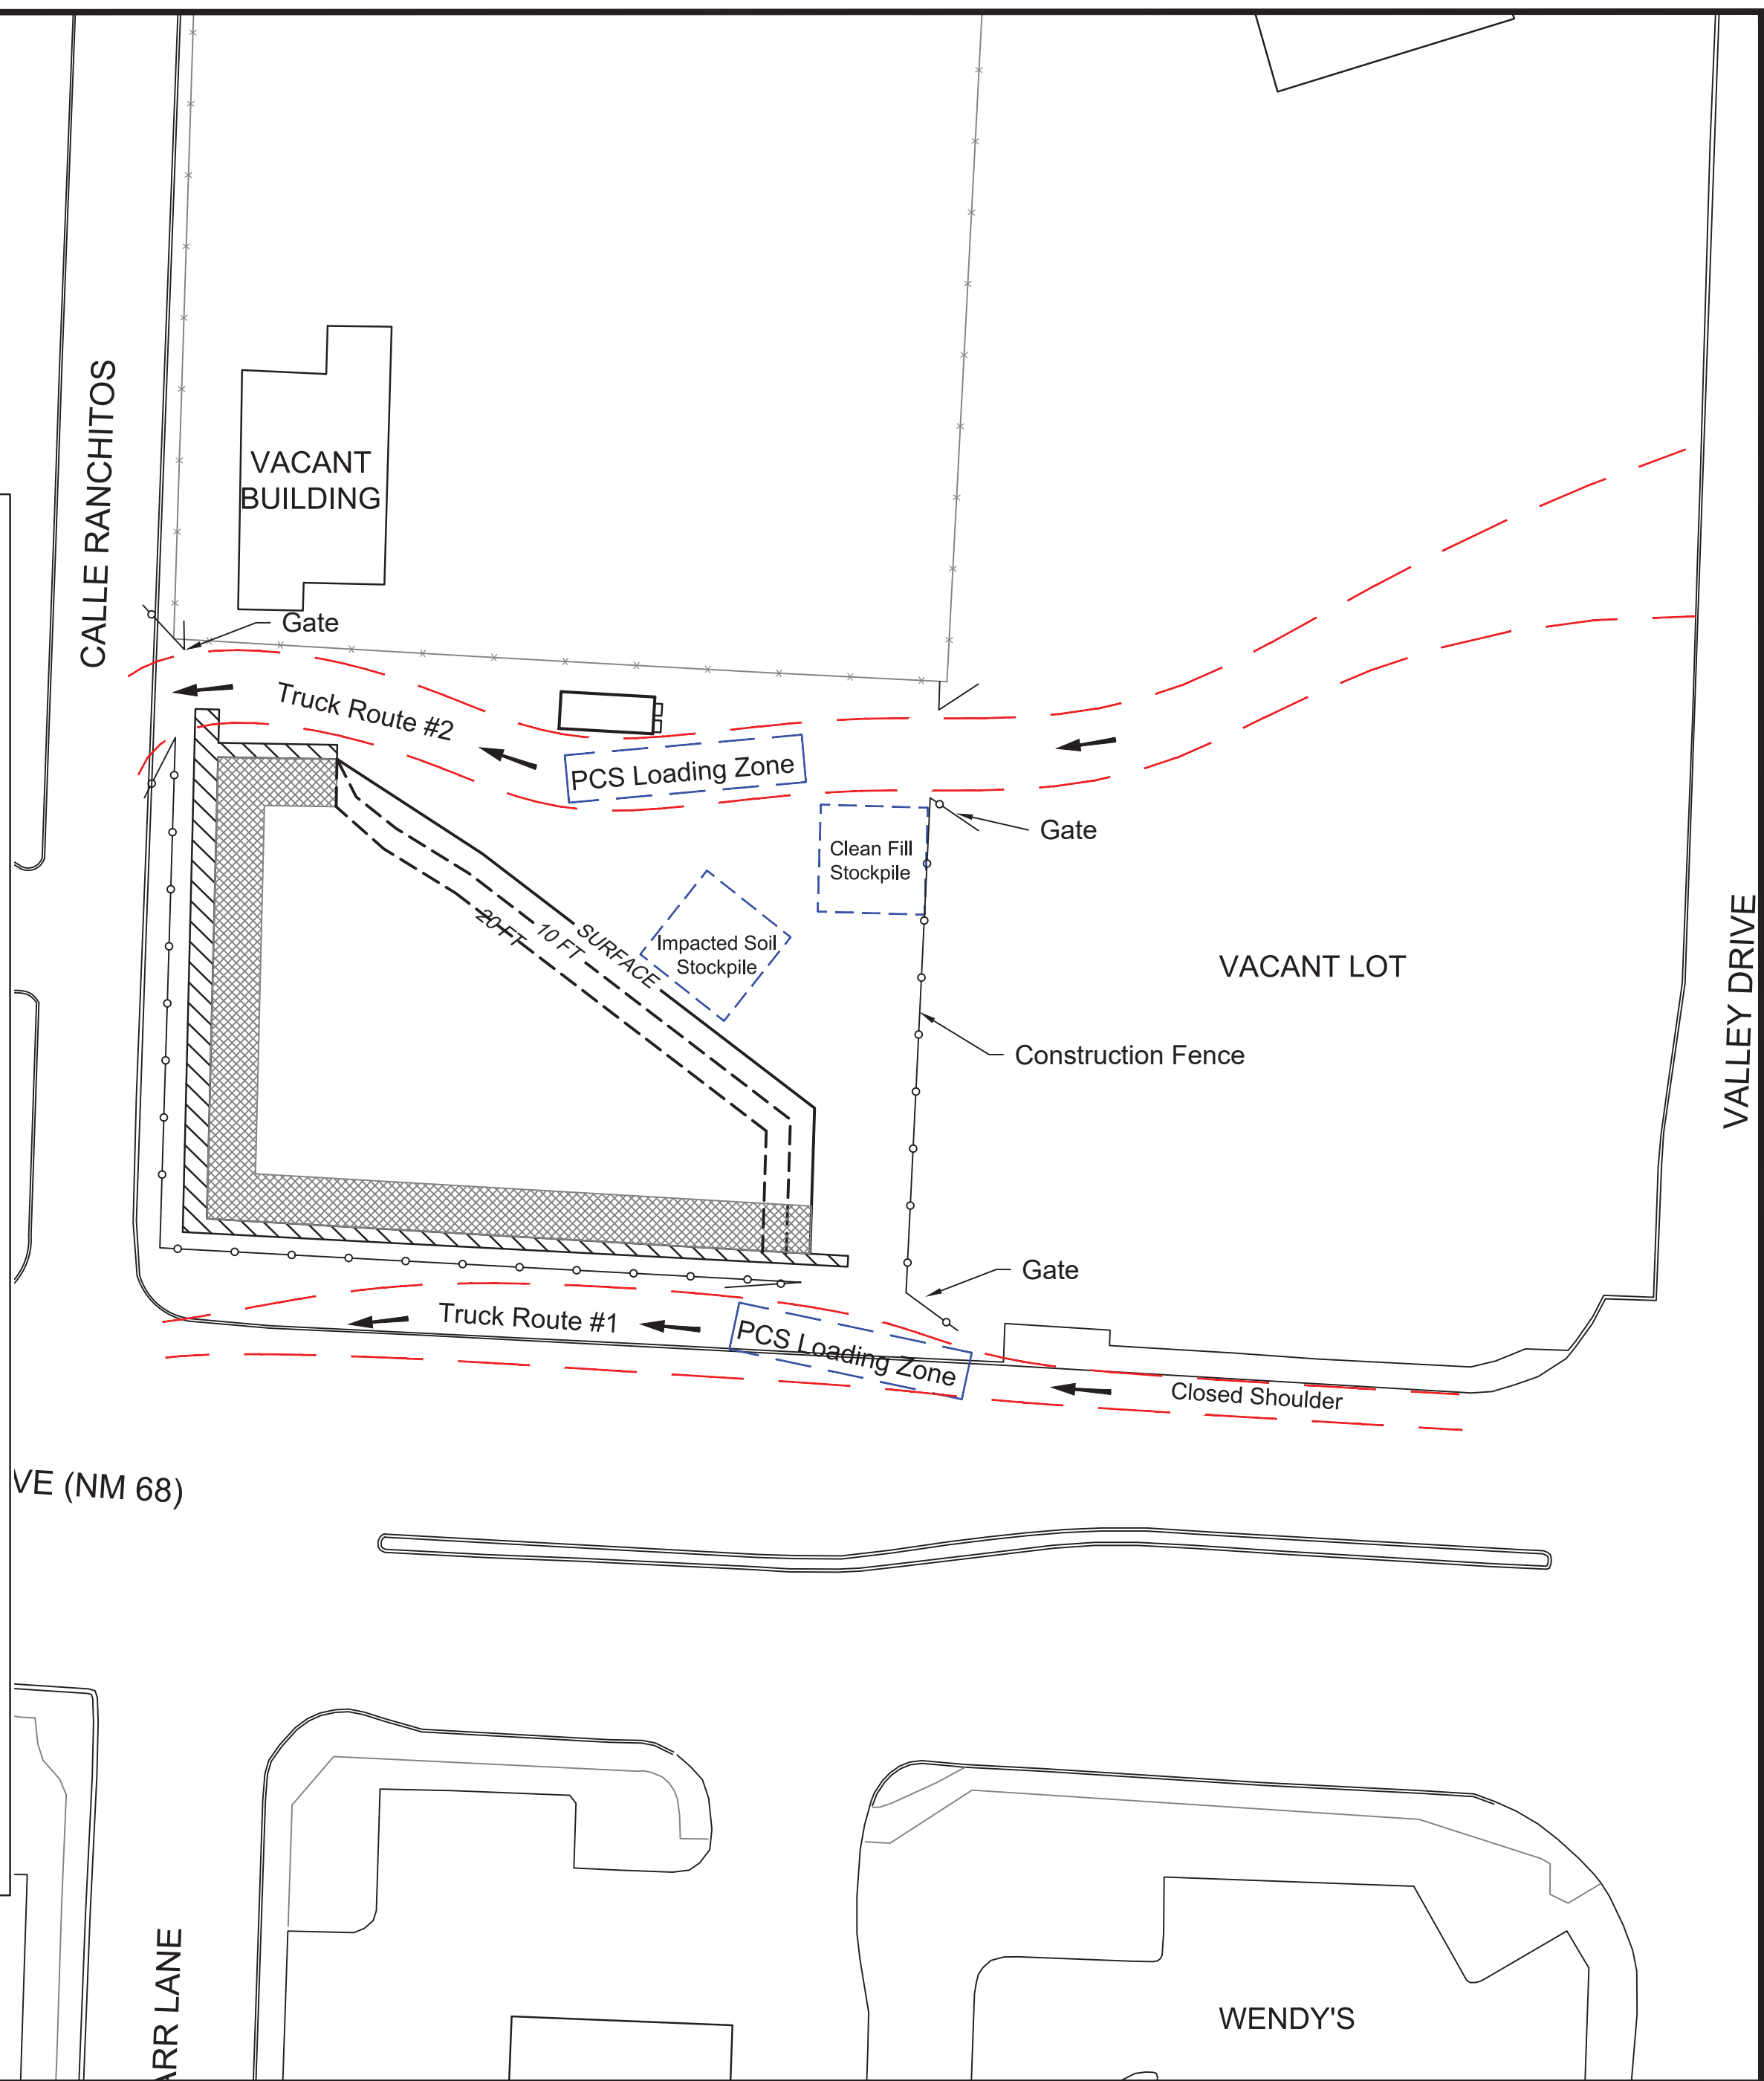 CALLE RANCHITOS
VACANT
BUILDING
Gate
Truck Route #2
PCS Loading Zone
Gate
Clean Fill
Stockpile
Impacted Soil
Stockpile
SURFACE
10 FT
20 FT
VACANT LOT
VALLEY DRIVE
Construction Fence
Gate
Truck Route #1
PCS Loading Zone
Closed Shoulder
VE (NM 68)
ARR LANE
WENDY'S